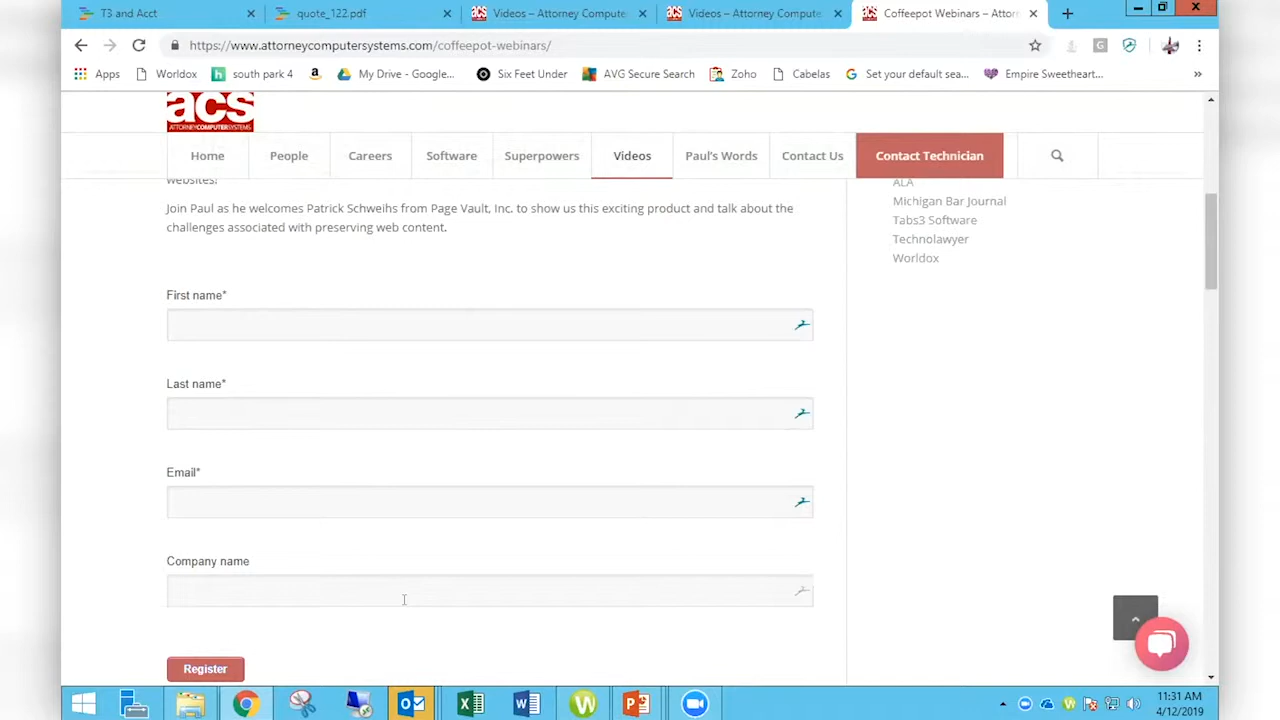 T3 and Acct
quote_122.pdf
Videos – Attorney Compute
Videos – Attorney Compute
Coffeepot Webinars – Attor
https://www.attorneycomputersystems.com/coffeepot-webinars/
Apps
Worldox
south park 4
My Drive - Google...
Six Feet Under
AVG Secure Search
Zoho
Cabelas
Set your default sea...
Empire Sweetheart...
»
acs
ATTORNEYCOMPUTERSYSTEMS
Home
People
Careers
Software
Superpowers
Videos
Paul's Words
Contact Us
Contact Technician
websites!
Join Paul as he welcomes Patrick Schweihs from Page Vault, Inc. to show us this exciting product and talk about the
challenges associated with preserving web content.
ALA
Michigan Bar Journal
Tabs3 Software
Technolawyer
Worldox
First name*
Last name*
Email*
Company name
Register
11:31 AM
4/12/2019